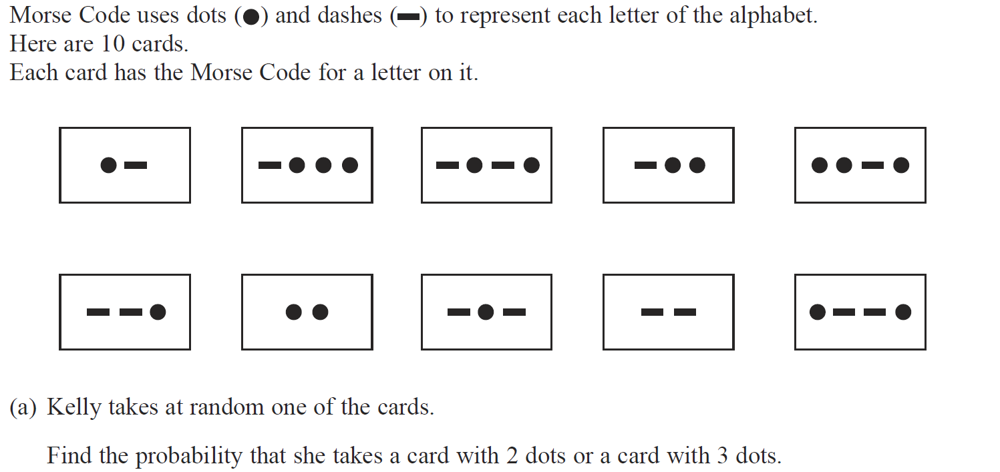 Morse Code uses dots (●) and dashes (▬) to represent each letter of the alphabet.
Here are 10 cards.
Each card has the Morse Code for a letter on it.
●▬
▬●●●
▬●▬●
▬●●
●●▬●
▬▬●
●●
▬●▬
▬▬
●▬▬●
(a) Kelly takes at random one of the cards.
Find the probability that she takes a card with 2 dots or a card with 3 dots.